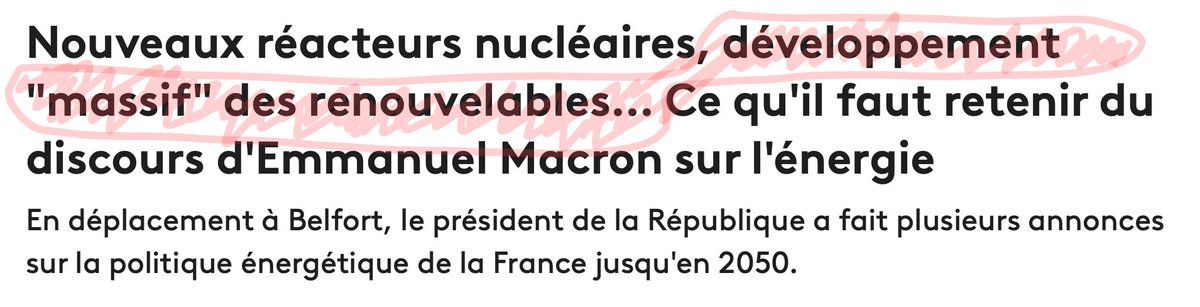 Nouveaux réacteurs nucléaires, développement
"massif" des renouvelables... Ce qu'il faut retenir du
discours d'Emmanuel Macron sur l'énergie
En déplacement à Belfort, le président de la République a fait plusieurs annonces
sur la politique énergétique de la France jusqu'en 2050.